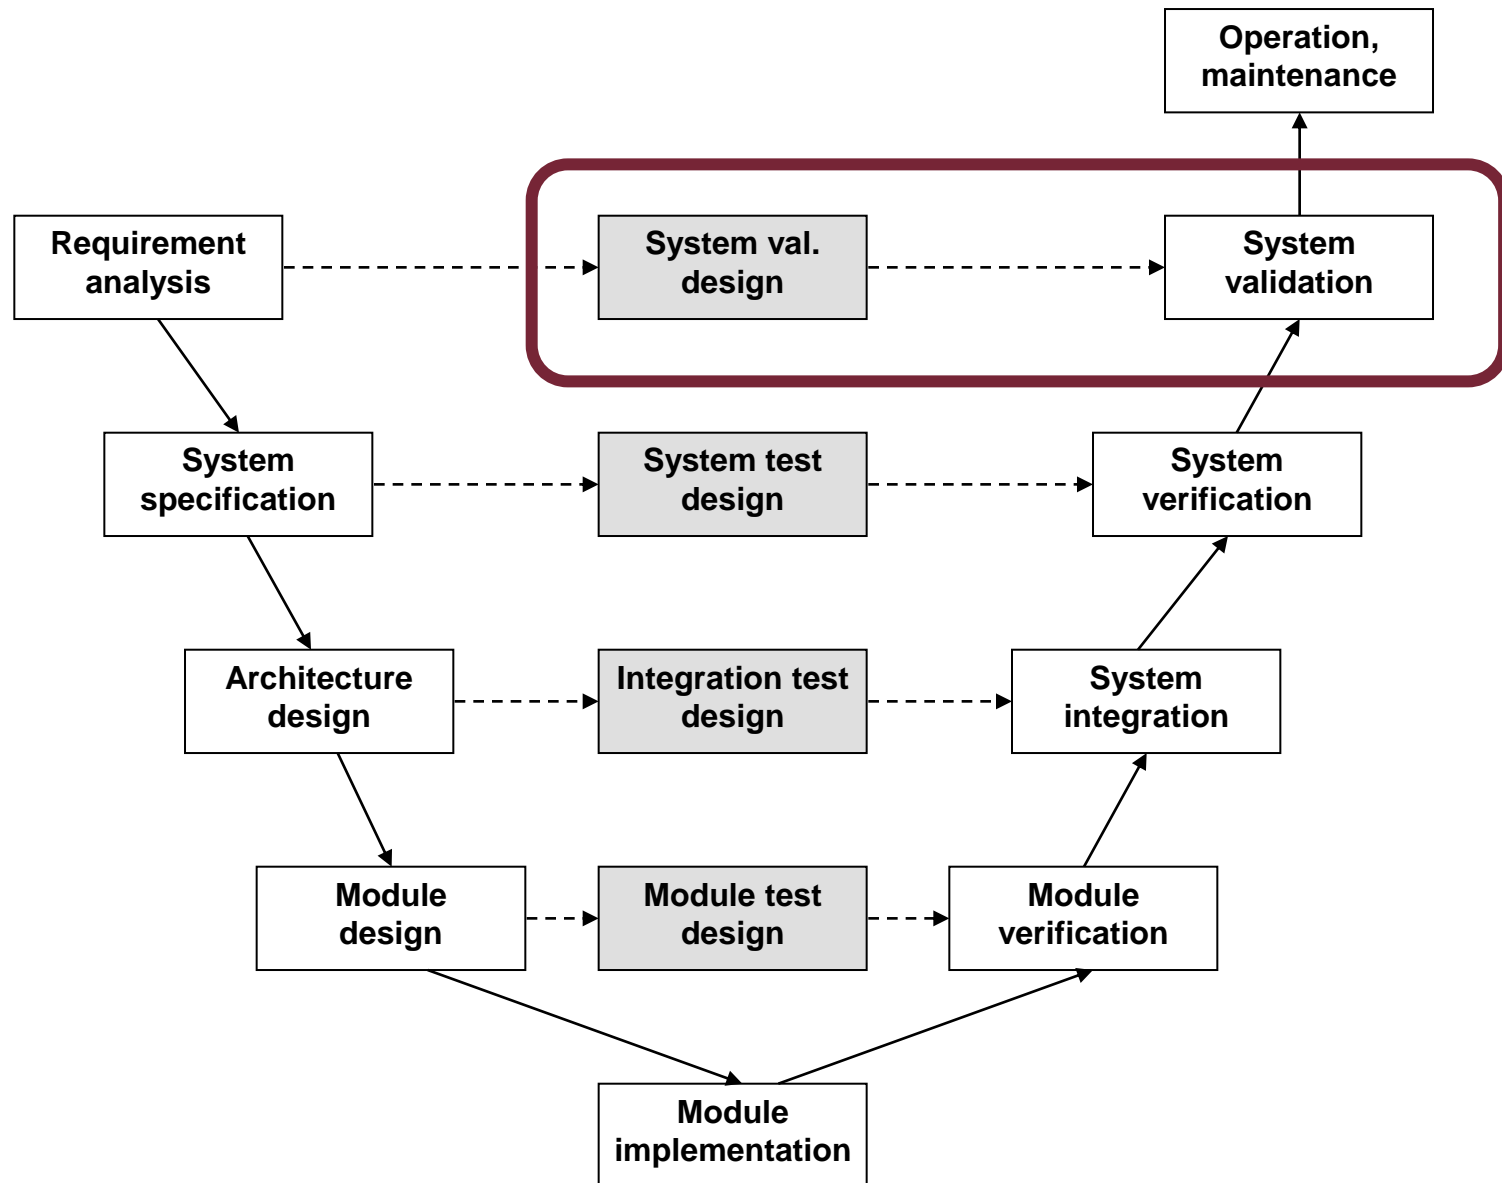 Operation,
maintenance
Requirement
analysis
System val.
design
System
validation
System
specification
System test
design
System
verification
Architecture
design
Integration test
design
System
integration
Module
design
Module test
design
Module
verification
Module
implementation